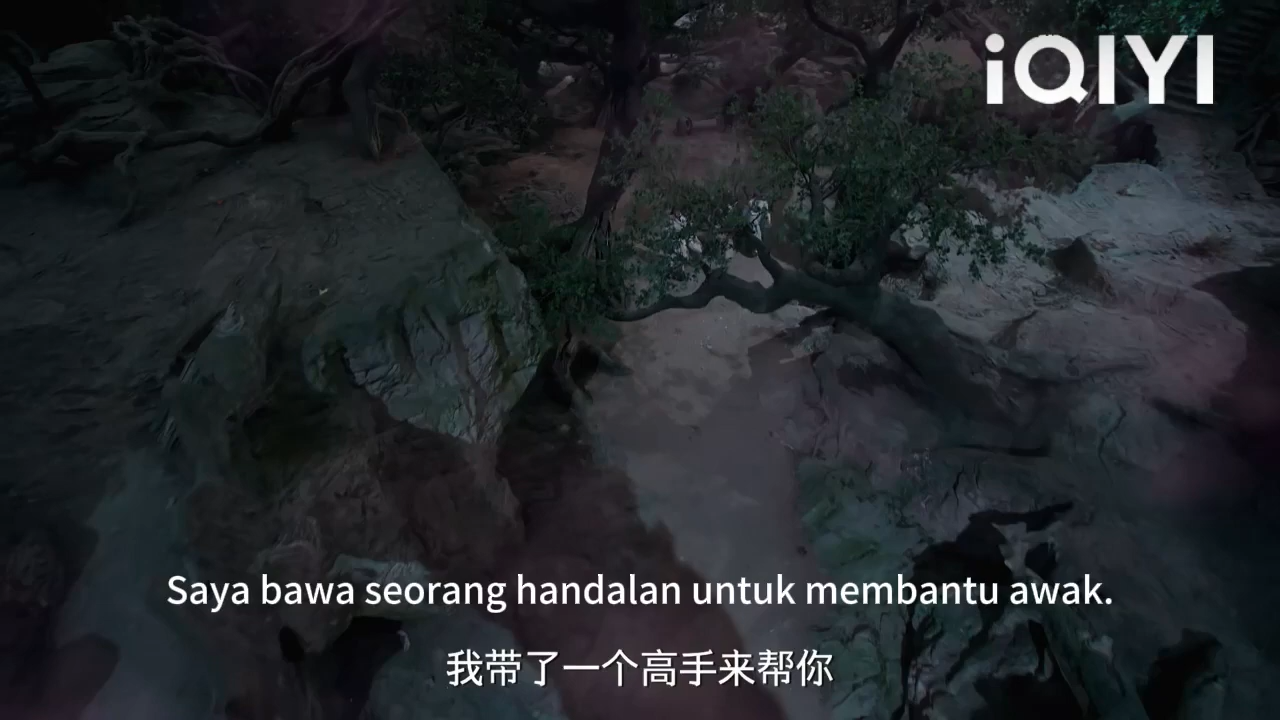 iQIYI
Saya bawa seorang handalan untuk membantu awak.
我带了一个高手来帮你